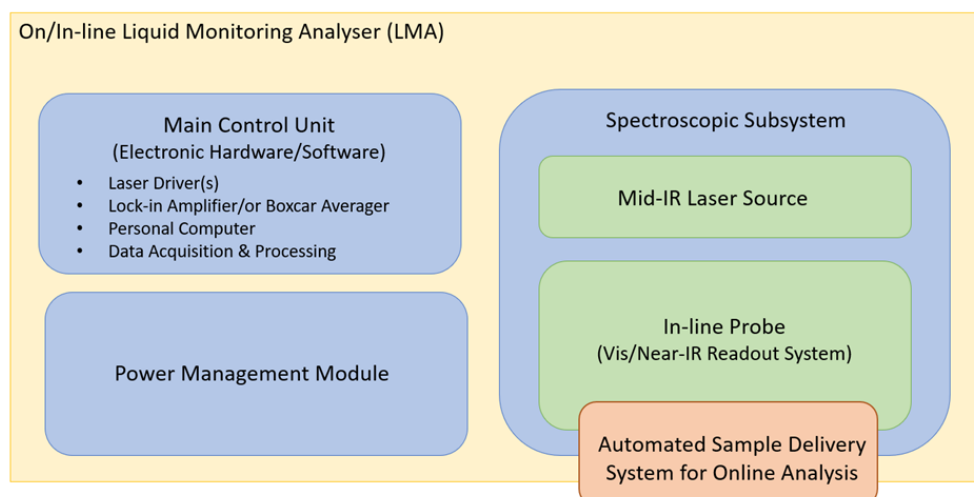 On/In-line Liquid Monitoring Analyser (LMA)
Main Control Unit
(Electronic Hardware/Software)
• Laser Driver(s)
• Lock-in Amplifier/or Boxcar Averager
• Personal Computer
• Data Acquisition & Processing
Power Management Module
Spectroscopic Subsystem
Mid-IR Laser Source
In-line Probe
(Vis/Near-IR Readout System)
Automated Sample Delivery
System for Online Analysis